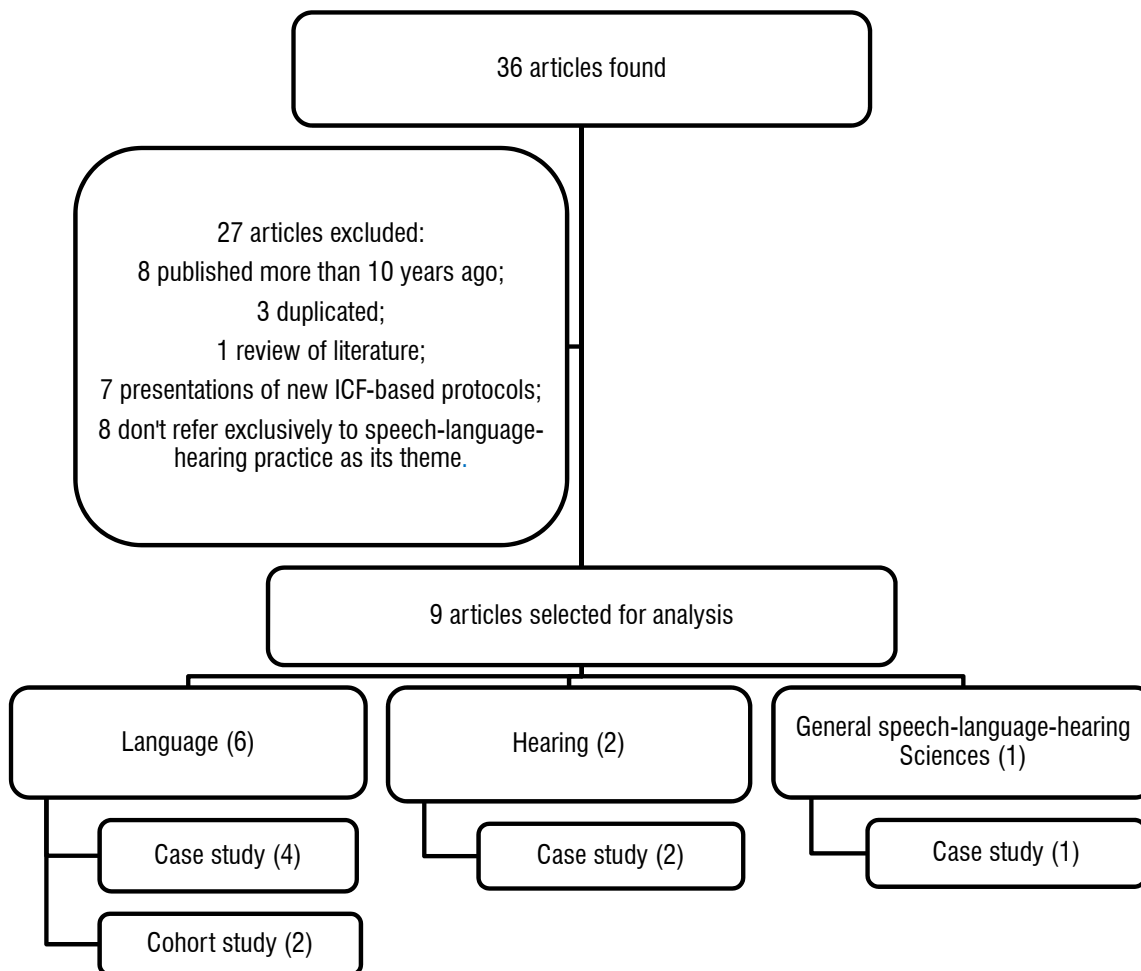 36 articles found
27 articles excluded:
8 published more than 10 years ago;
3 duplicated;
1 review of literature;
7 presentations of new ICF-based protocols;
8 don't refer exclusively to speech-language-
hearing practice as its theme.
9 articles selected for analysis
Language (6)
Case study (4)
Cohort study (2)
Hearing (2)
Case study (2)
General speech-language-hearing
Sciences (1)
Case study (1)